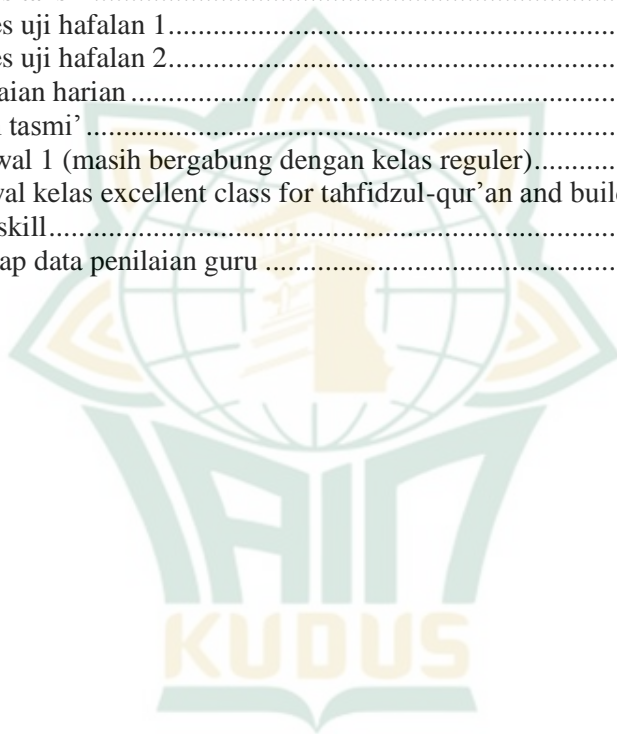 es uji hafalan 1..............................................................
es uji hafalan 2..............................................................
aian harian ...................................................................
tasmi’ ..........................................................................
wal 1 (masih bergabung dengan kelas reguler)...........
val kelas excellent class for tahfidzul-qur’an and buil
skill...............................................................................
ap data penilaian guru ................................................
IAIN
KUDUS